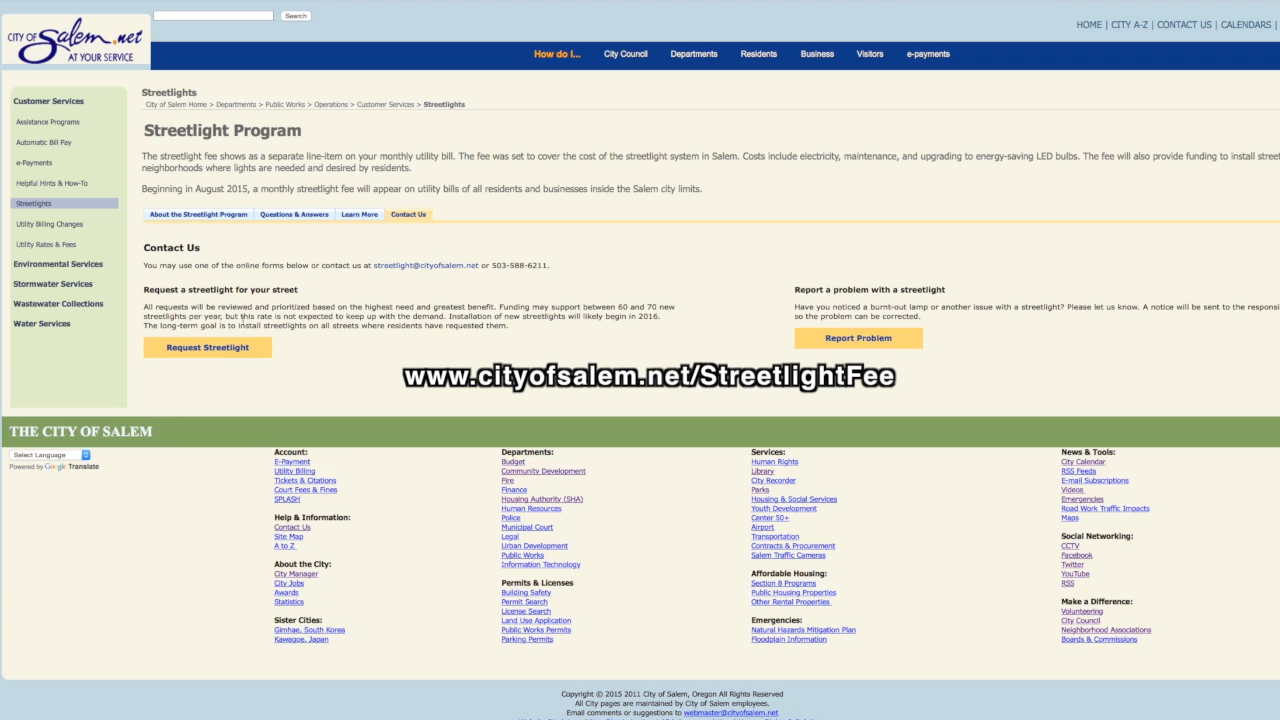 CITY OF Salem .net
AT YOUR SERVICE
Search
HOME | CITY A-Z | CONTACT US | CALENDARS |
How do I... City Council Departments Residents Business Visitors e-payments
Customer Services
Assistance Programs
Automatic Bill Pay
e-Payments
Helpful Hints & How-To
Streetlights
Utility Billing Changes
Utility Rates & Fees
Environmental Services
Stormwater Services
Wastewater Collections
Water Services
Streetlights
City of Salem Home > Departments > Public Works > Operations > Customer Services > Streetlights
Streetlight Program
The streetlight fee shows as a separate line-item on your monthly utility bill. The fee was set to cover the cost of the streetlight system in Salem. Costs include electricity, maintenance, and upgrading to energy-saving LED bulbs. The fee will also provide funding to install street
neighborhoods where lights are needed and desired by residents.
Beginning in August 2015, a monthly streetlight fee will appear on utility bills of all residents and businesses inside the Salem city limits.
About the Streetlight Program Questions & Answers Learn More Contact Us
Contact Us
You may use one of the online forms below or contact us at streetlight@cityofsalem.net or 503-588-6211.
Request a streetlight for your street
All requests will be reviewed and prioritized based on the highest need and greatest benefit. Funding may support between 60 and 70 new
streetlights per year, but this rate is not expected to keep up with the demand. Installation of new streetlights will likely begin in 2016.
The long-term goal is to install streetlights on all streets where residents have requested them.
Request Streetlight
Report a problem with a streetlight
Have you noticed a burnt-out lamp or another issue with a streetlight? Please let us know. A notice will be sent to the responsi
so the problem can be corrected.
Report Problem
www.cityofsalem.net/StreetlightFee
THE CITY OF SALEM
Select Language
Powered by Google Translate
Account:
E-Payment
Utility Billing
Tickets & Citations
Court Fees & Fines
SPLASH
Help & Information:
Contact Us
Site Map
A to Z
About the City:
City Manager
City Jobs
Awards
Statistics
Sister Cities:
Gimhae, South Korea
Kawagoe, Japan
Departments:
Budget
Community Development
Fire
Finance
Housing Authority (SHA)
Human Resources
Police
Municipal Court
Legal
Urban Development
Public Works
Information Technology
Permits & Licenses
Building Safety
Permit Search
License Search
Land Use Application
Public Works Permits
Parking Permits
Services:
Human Rights
Library
City Recorder
Parks
Housing & Social Services
Youth Development
Center 50+
Airport
Transportation
Contracts & Procurement
Salem Traffic Cameras
Affordable Housing:
Section 8 Programs
Public Housing Properties
Other Rental Properties
Emergencies:
Natural Hazards Mitigation Plan
Floodplain Information
News & Tools:
City Calendar
RSS Feeds
E-mail Subscriptions
Videos
Emergencies
Road Work Traffic Impacts
Maps
Social Networking:
CCTV
Facebook
Twitter
YouTube
RSS
Make a Difference:
Volunteering
City Council
Neighborhood Associations
Boards & Commissions
Copyright © 2015 2011 City of Salem, Oregon All Rights Reserved
All City pages are maintained by City of Salem employees.
Email comments or suggestions to webmaster@cityofsalem.net